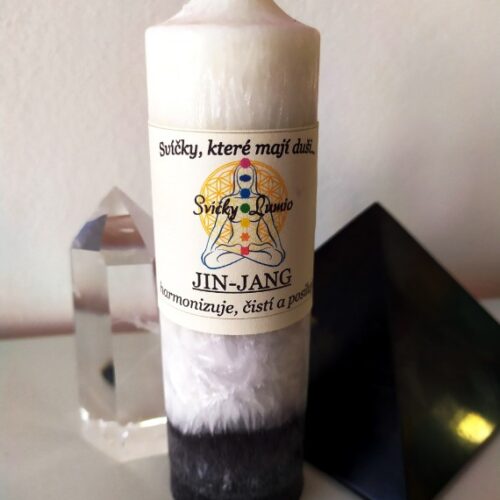 Svíčky, které mají duši...
Svíčky Lumio
JIN-JANG
harmonizuje, čistí a